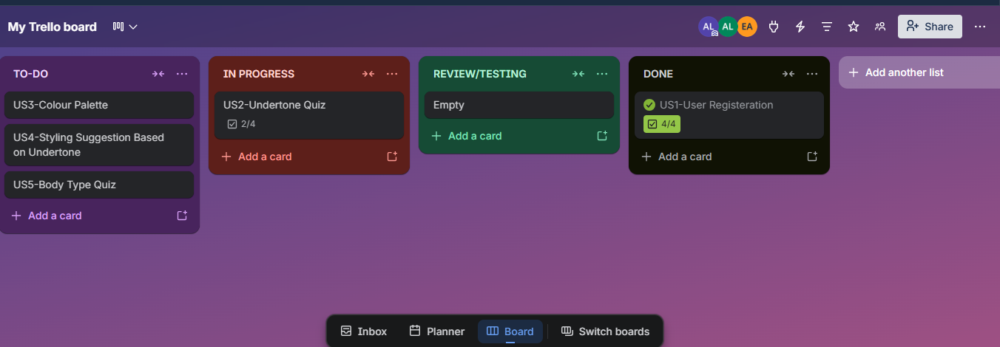 My Trello board
AL AL EA
Share
TO-DO
US3-Colour Palette
US4-Styling Suggestion Based
on Undertone
US5-Body Type Quiz
Add a card
IN PROGRESS
US2-Undertone Quiz
2/4
Add a card
REVIEW/TESTING
Empty
Add a card
DONE
US1-User Registeration
4/4
Add a card
Add another list
Inbox
Planner
Board
Switch boards